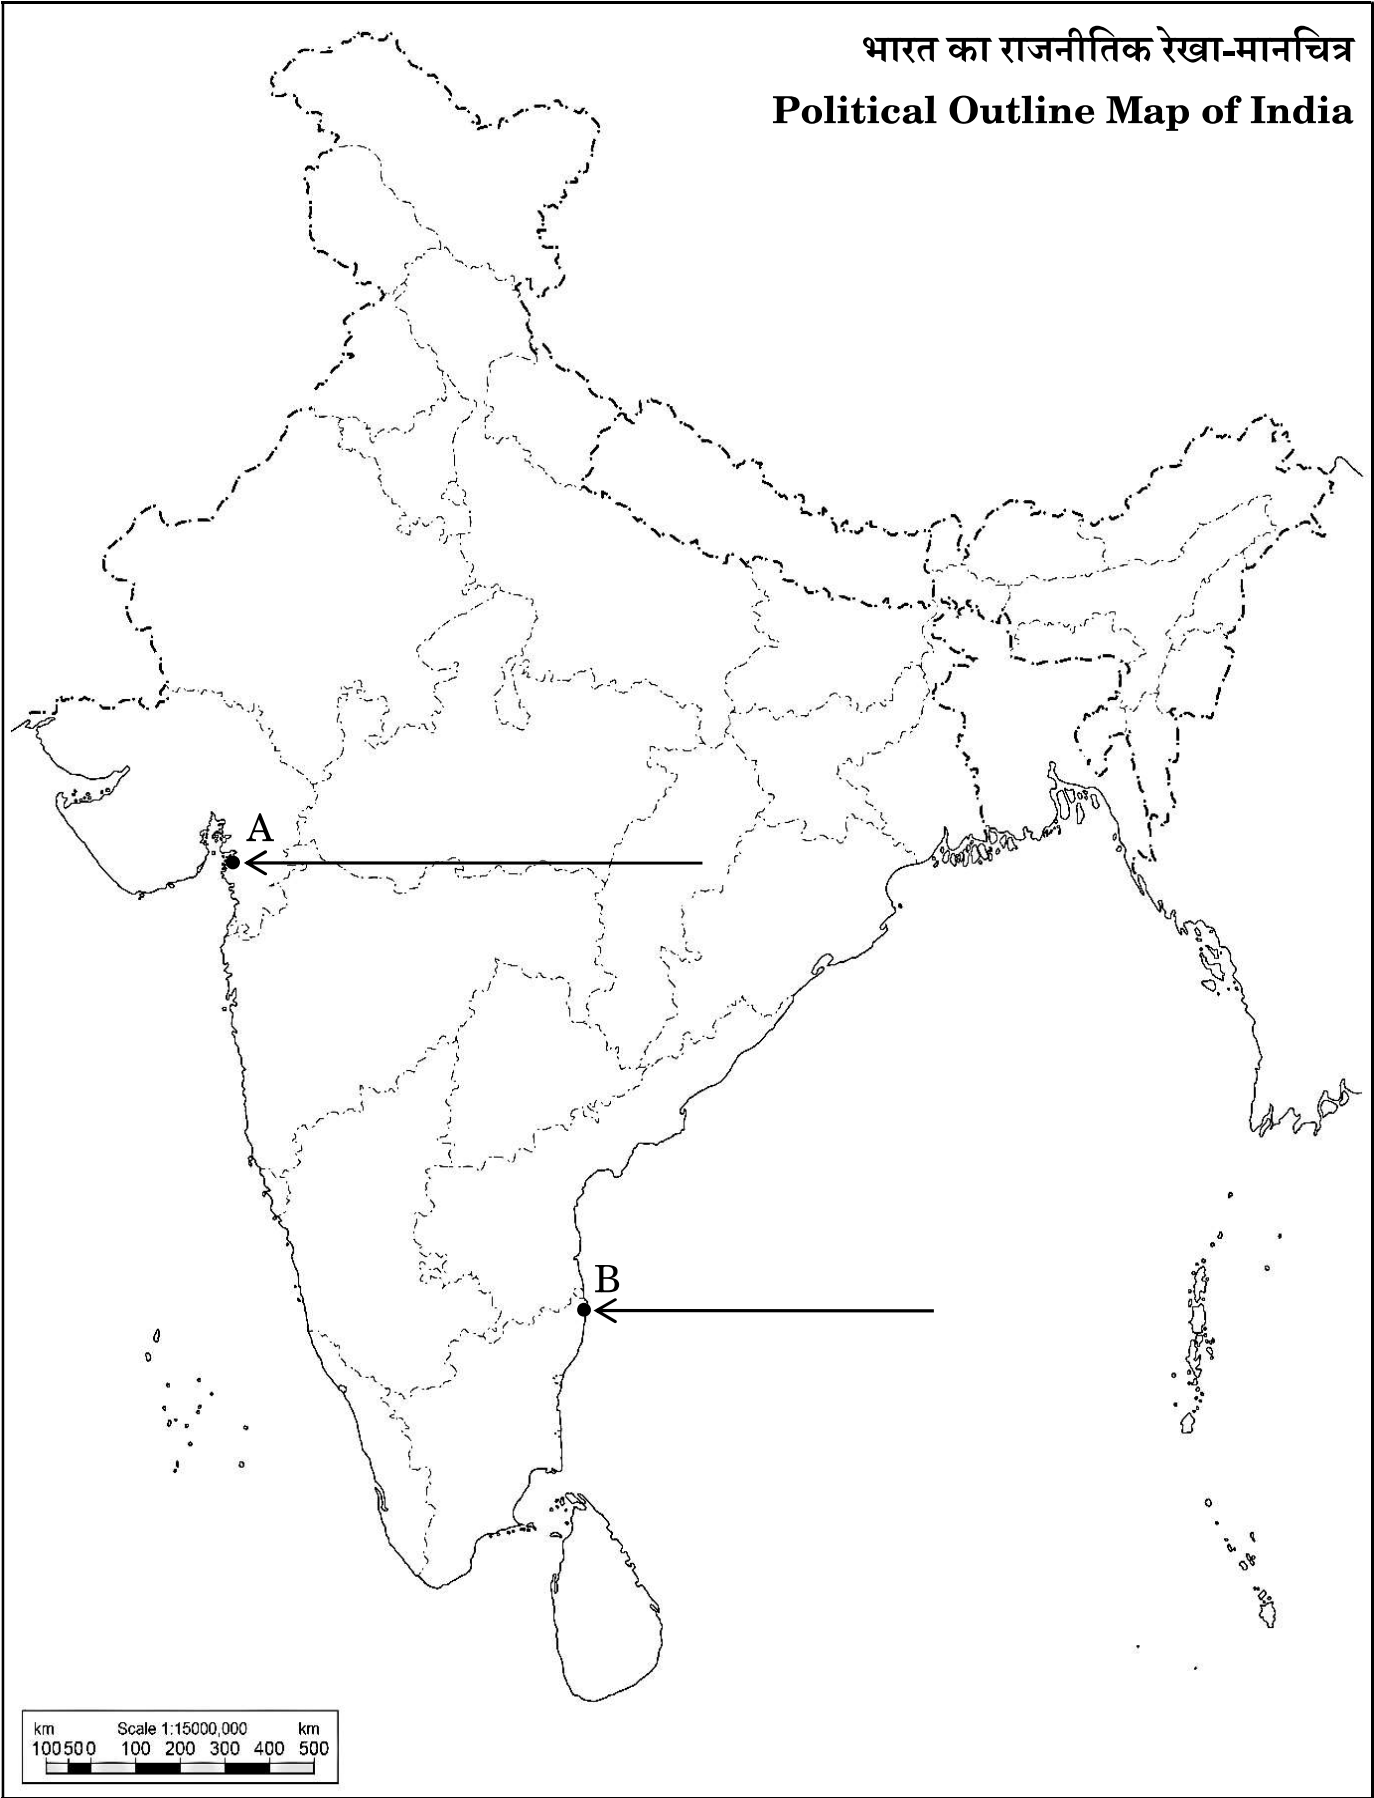 भारत का राजनीतिक रेखा-मानचित्र
Political Outline Map of India
A
B
km Scale 1:15000,000 km
100 50 0 100 200 300 400 500